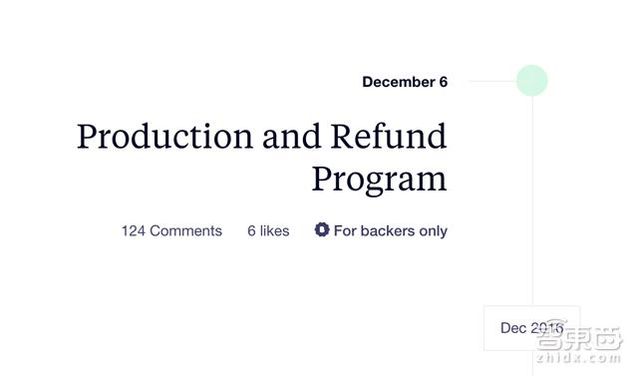 December 6
Production and Refund
Program
124 Comments 6 likes For backers only
Dec 2016
智東西
zhidx.com